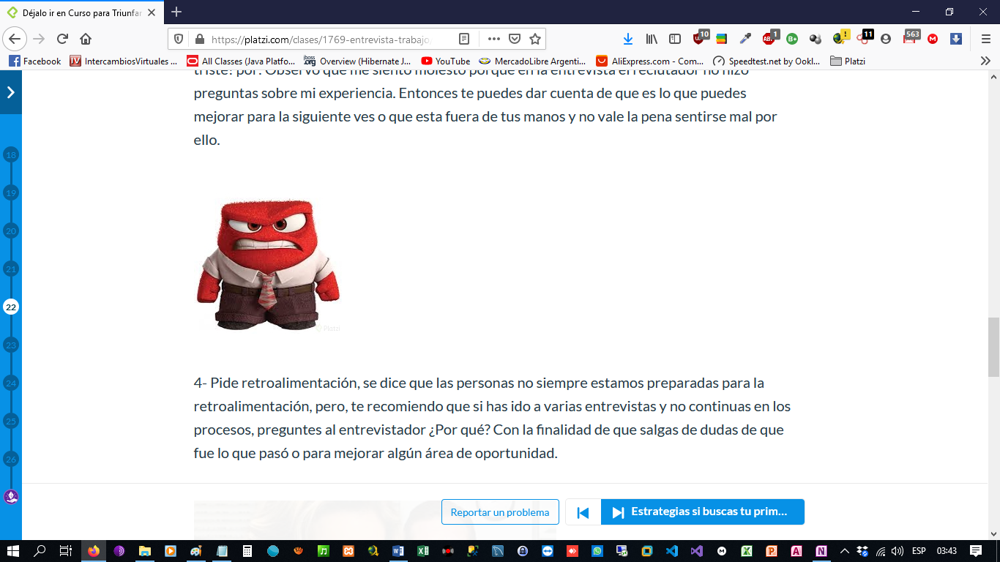 Déjalo ir en Curso para Triunfar
https://platzi.com/clases/1769-entrevista-trabajo/
10
1
11
563
Facebook
IntercambiosVirtuales ...
All Classes (Java Platfo...
Overview (Hibernate J...
YouTube
MercadoLibre Argenti...
AliExpress.com - Com...
Speedtest.net by Ookl...
Platzi
triste? por: Observo que me siento molesto porque en la entrevista el reclutador no hizo
preguntas sobre mi experiencia. Entonces te puedes dar cuenta de que es lo que puedes
mejorar para la siguiente ves o que esta fuera de tus manos y no vale la pena sentirse mal por
ello.
18
19
20
21
22
23
24
25
26
© Platzi
4- Pide retroalimentación, se dice que las personas no siempre estamos preparadas para la
retroalimentación, pero, te recomiendo que si has ido a varias entrevistas y no continuas en los
procesos, preguntes al entrevistador ¿Por qué? Con la finalidad de que salgas de dudas de que
fue lo que pasó o para mejorar algún área de oportunidad.
Reportar un problema
Estrategias si buscas tu prim...
ESP
03:43